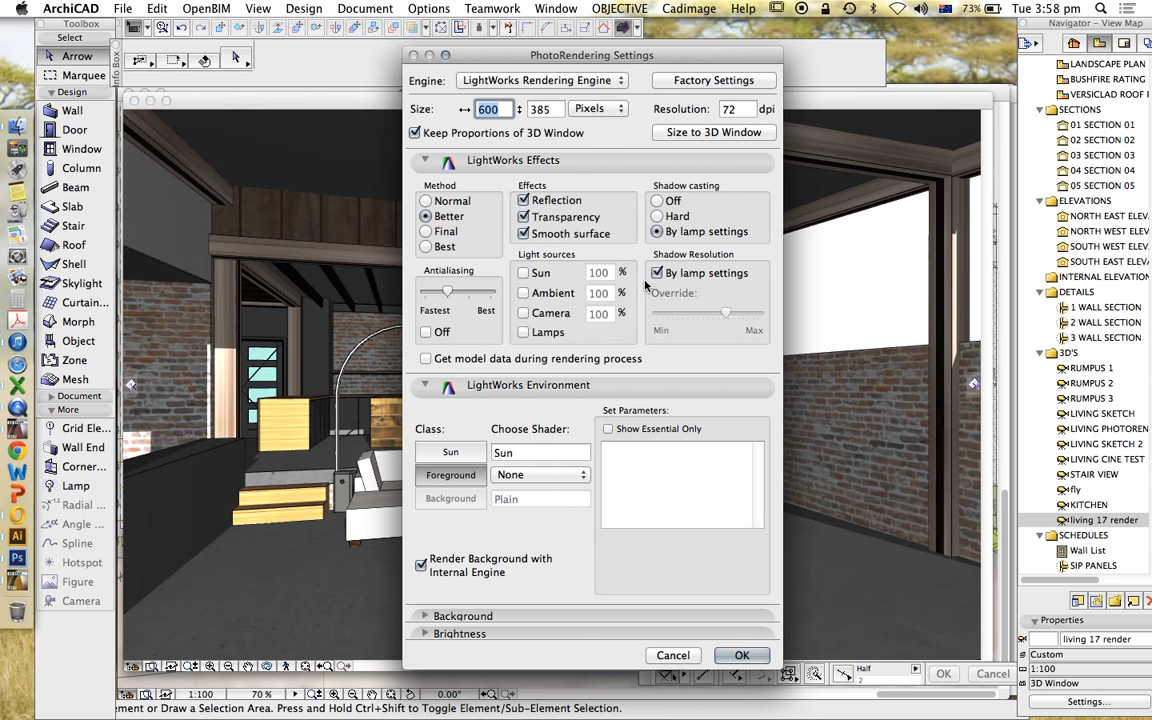 ArchiCAD File Edit OpenBIM View Design Document Options Teamwork Window OBJECTiVE Cadimage Help 73% Tue 3:58 pm
Toolbox
Select
Arrow
Marquee
Design
Wall
Door
Window
Column
Beam
Slab
Stair
Roof
Shell
Skylight
Curtain...
Morph
Object
Zone
Mesh
Document
More
Grid Ele...
Wall End
Corner...
Lamp
Radial ...
Angle ...
Spline
Hotspot
Figure
Camera
Info Box
PhotoRendering Settings
Engine: LightWorks Rendering Engine Factory Settings
Size: 600 385 Pixels Resolution: 72 dpi
Keep Proportions of 3D Window Size to 3D Window
LightWorks Effects
Method
Normal
Better
Final
Best
Effects
Reflection
Transparency
Smooth surface
Shadow casting
Off
Hard
By lamp settings
Antialiasing
Fastest Best
Off
Light sources
Sun 100 %
Ambient 100 %
Camera 100 %
Lamps
Shadow Resolution
By lamp settings
Override:
Min Max
Get model data during rendering process
LightWorks Environment
Class: Choose Shader:
Sun Sun
Foreground None
Background Plain
Set Parameters:
Show Essential Only
Render Background with
Internal Engine
Background
Brightness
Cancel OK
Navigator - View Map
LANDSCAPE PLAN
BUSHFIRE RATING
VERSICLAD ROOF P
SECTIONS
01 SECTION 01
02 SECTION 02
03 SECTION 03
04 SECTION 04
05 SECTION 05
ELEVATIONS
NORTH EAST ELEV
NORTH WEST ELEV
SOUTH WEST ELEV
SOUTH EAST ELEV
INTERNAL ELEVATION
DETAILS
1 WALL SECTION
2 WALL SECTION
3 WALL SECTION
3D'S
RUMPUS 1
RUMPUS 2
RUMPUS 3
LIVING SKETCH
LIVING PHOTOREN
LIVING SKETCH 2
LIVING CINE TEST
STAIR VIEW
fly
KITCHEN
living 17 render
SCHEDULES
Wall List
SIP PANELS
Properties
living 17 render
Custom
1:100
3D Window
Settings...
Half
2
OK Cancel
1:100 70 % 0.00°
ement or Draw a Selection Area. Press and Hold Ctrl+Shift to Toggle Element/Sub-Element Selection.